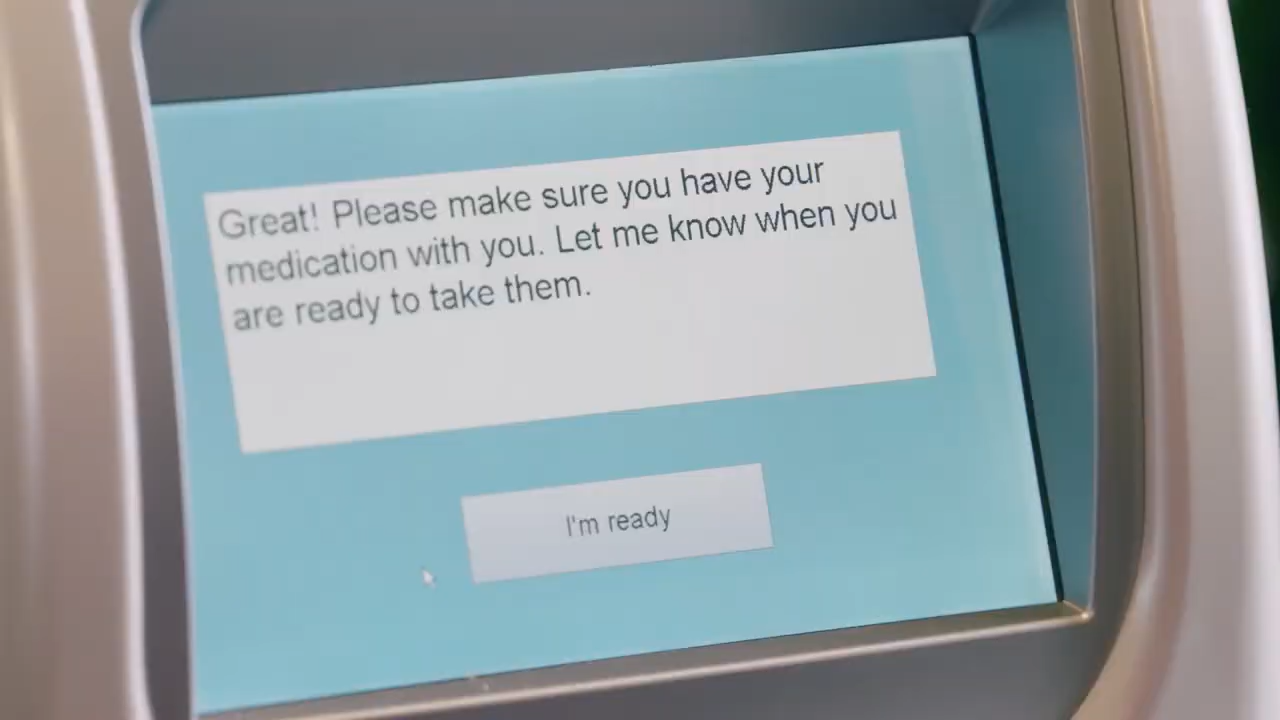 Great! Please make sure you have your
medication with you. Let me know when you
are ready to take them.
I'm ready